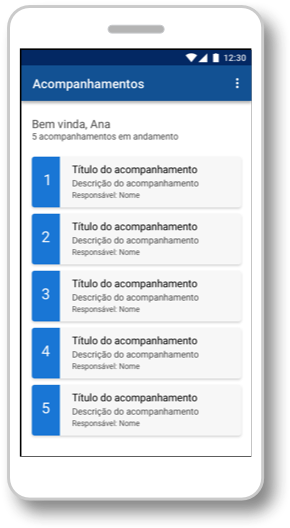 12:30
Acompanhamentos
Bem vinda, Ana
5 acompanhamentos em andamento
1
Título do acompanhamento
Descrição do acompanhamento
Responsável: Nome
2
Título do acompanhamento
Descrição do acompanhamento
Responsável: Nome
3
Título do acompanhamento
Descrição do acompanhamento
Responsável: Nome
4
Título do acompanhamento
Descrição do acompanhamento
Responsável: Nome
5
Título do acompanhamento
Descrição do acompanhamento
Responsável: Nome